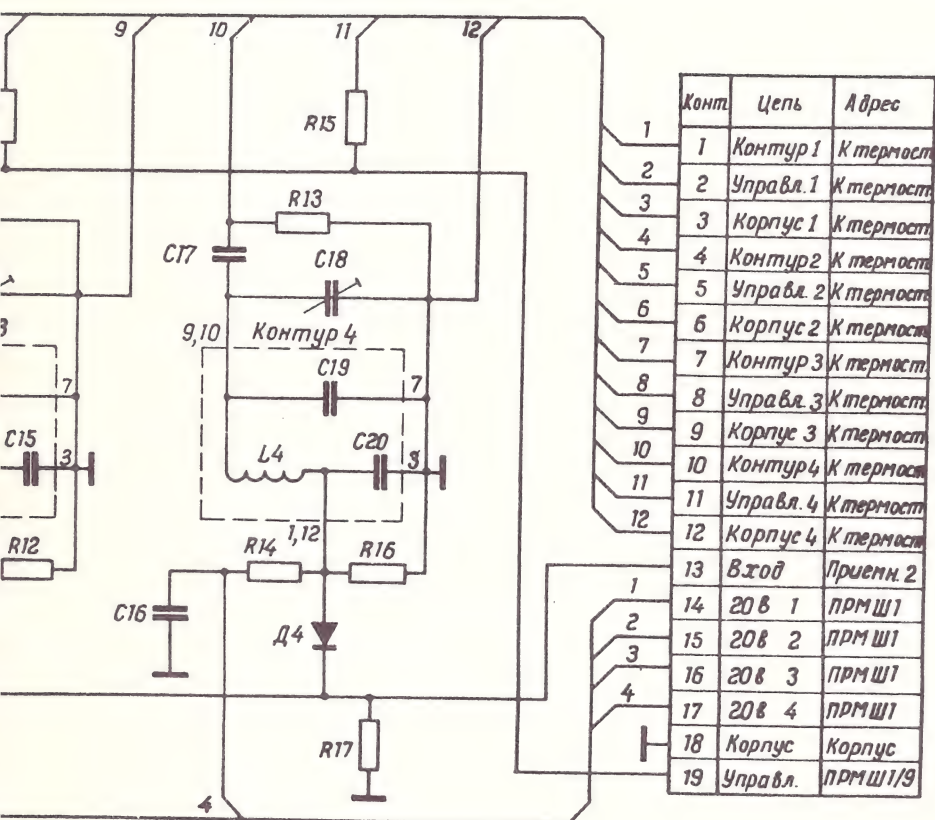 9 10 11 12
R15
R13
C17
C18
9,10 Контур 4
3
C19
7 7
C15 L4 C20
3 3
1,12
R12 R14 R16
C16
Д4
R17
4
1
2
3
4
5
6
7
8
9
10
11
12
1
2
3
4
Конт Цепь Адрес
1 Контур 1 К термост
2 Управл. 1 К термост
3 Корпус 1 К термост
4 Контур 2 К термост
5 Управл. 2 К термост
6 Корпус 2 К термост
7 Контур 3 К термост.
8 Управл. 3 К термост
9 Корпус 3 К термост
10 Контур 4 К термост
11 Управл. 4 К термост
12 Корпус 4 К термост
13 Вход Приемн. 2
14 20 в 1 ПРМ Ш1
15 20 в 2 ПРМ Ш1
16 20 в 3 ПРМ Ш1
17 20 в 4 ПРМ Ш1
18 Корпус Корпус
19 Управл. ПРМ Ш1/9